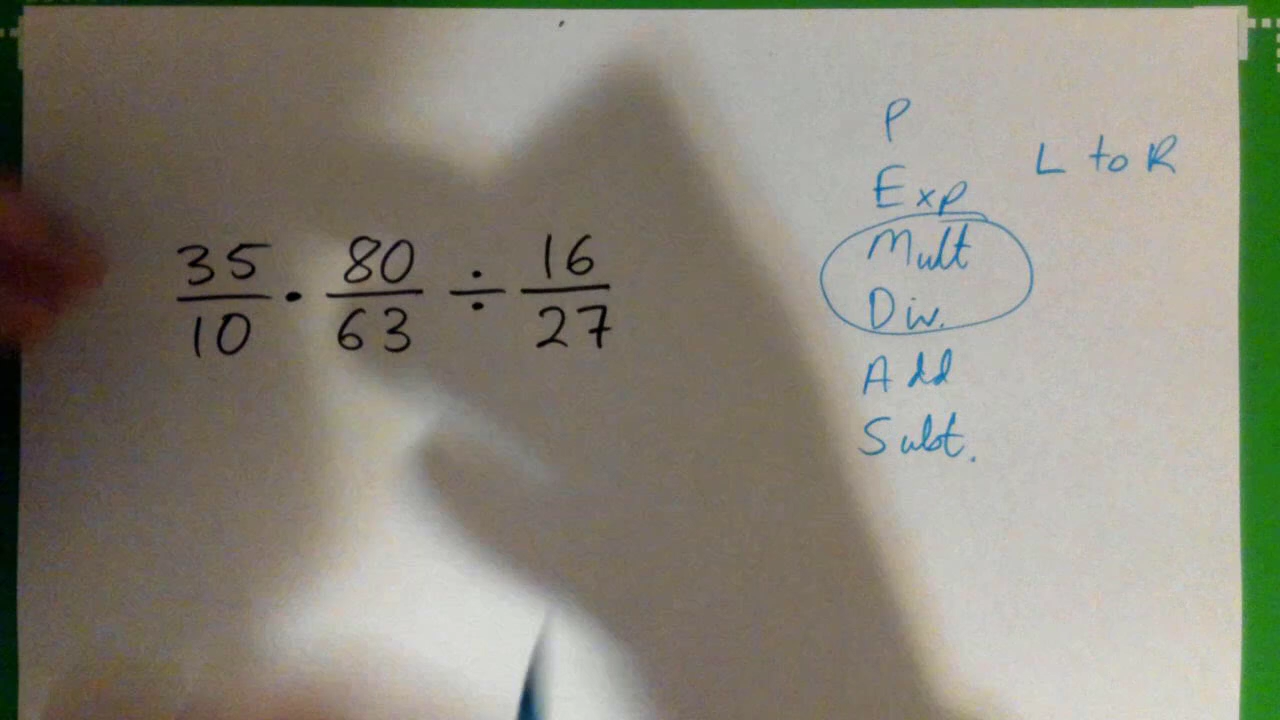 35/10 · 80/63 ÷ 16/27
P
L to R
Exp
Mult
Div.
Add
Subt.